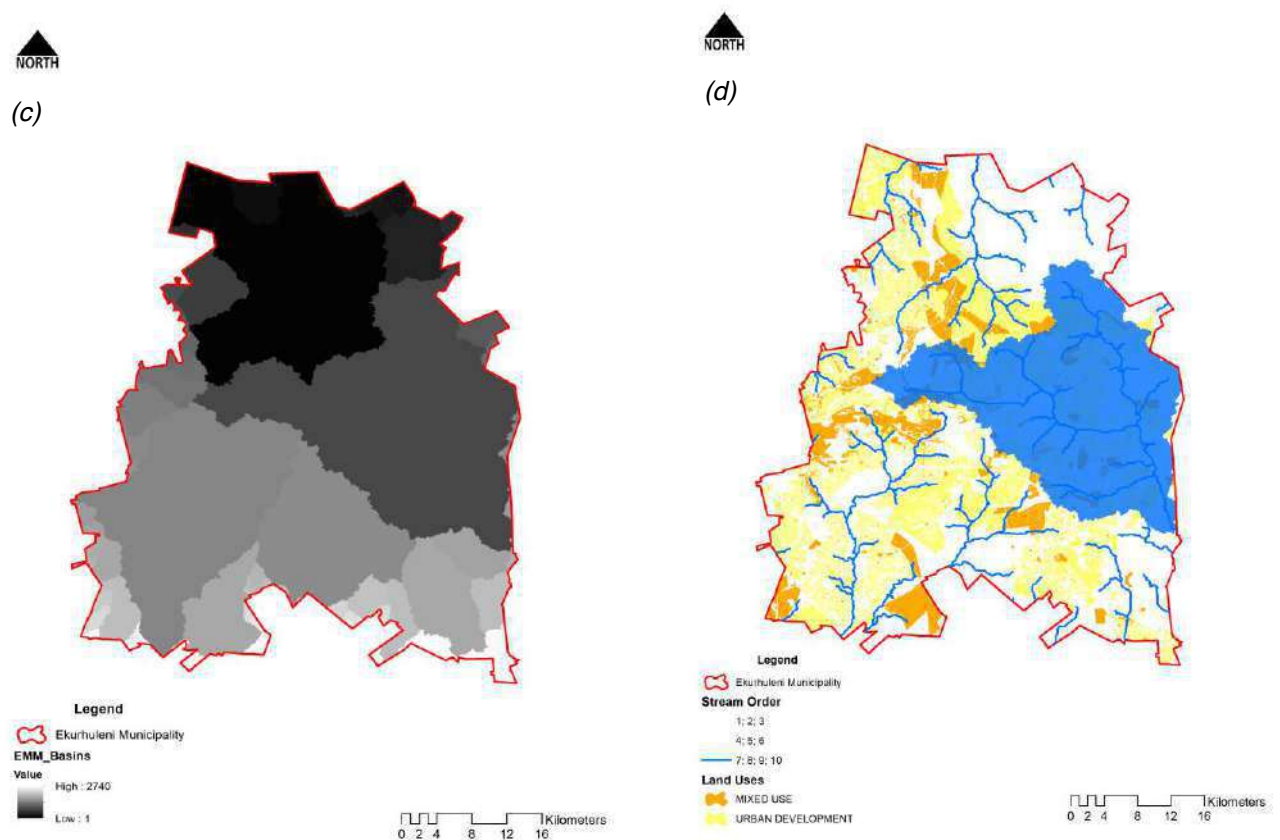 NORTH
(c)
Legend
Ekurhuleni Municipality
EMM_Basins
Value
High : 2740
Low : 1
Kilometers
0 2 4 8 12 16
NORTH
(d)
Legend
Ekurhuleni Municipality
Stream Order
1; 2; 3
4; 5; 6
7; 8; 9; 10
Land Uses
MIXED USE
URBAN DEVELOPMENT
Kilometers
0 2 4 8 12 16